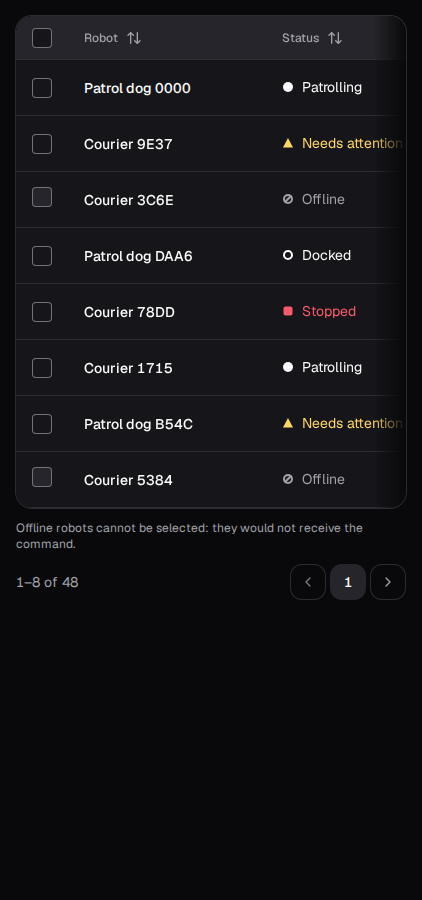 Robot Status
Patrol dog 0000 Patrolling
Courier 9E37 Needs attention
Courier 3C6E Offline
Patrol dog DAA6 Docked
Courier 78DD Stopped
Courier 1715 Patrolling
Patrol dog B54C Needs attention
Courier 5384 Offline
Offline robots cannot be selected: they would not receive the
command.
1–8 of 48 1